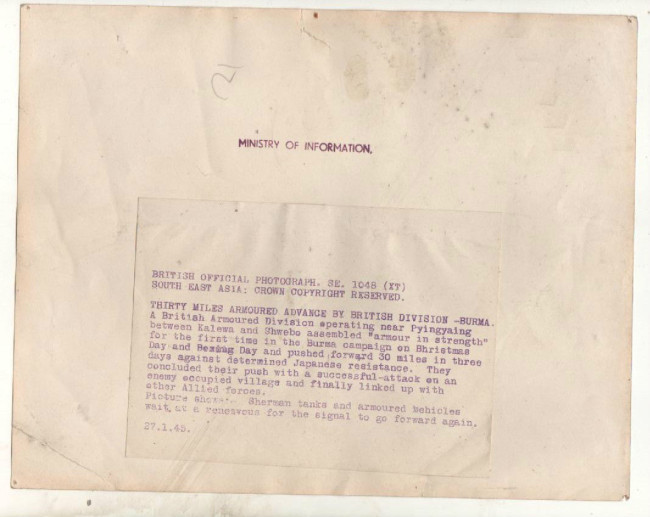 MINISTRY OF INFORMATION.
BRITISH OFFICIAL PHOTOGRAPH. SE. 1048 (XT)
SOUTH EAST ASIA: CROWN COPYRIGHT RESERVED.
THIRTY MILES ARMOURED ADVANCE BY BRITISH DIVISION -BURMA.
A British Armoured Division operating near Pyingyaing
between Kalewa and Shwebo assembled "armour in strength"
for the first time in the Burma campaign on Bhristmas
Day and Boxing Day and pushed forward 30 miles in three
days against determined Japanese resistance. They
concluded their push with a successful-attack on an
enemy occupied village and finally linked up with
other Allied forces.
Picture shows:- Sherman tanks and armoured Behicles
wait at a rendezvous for the signal to go forward again.
27.1.45.